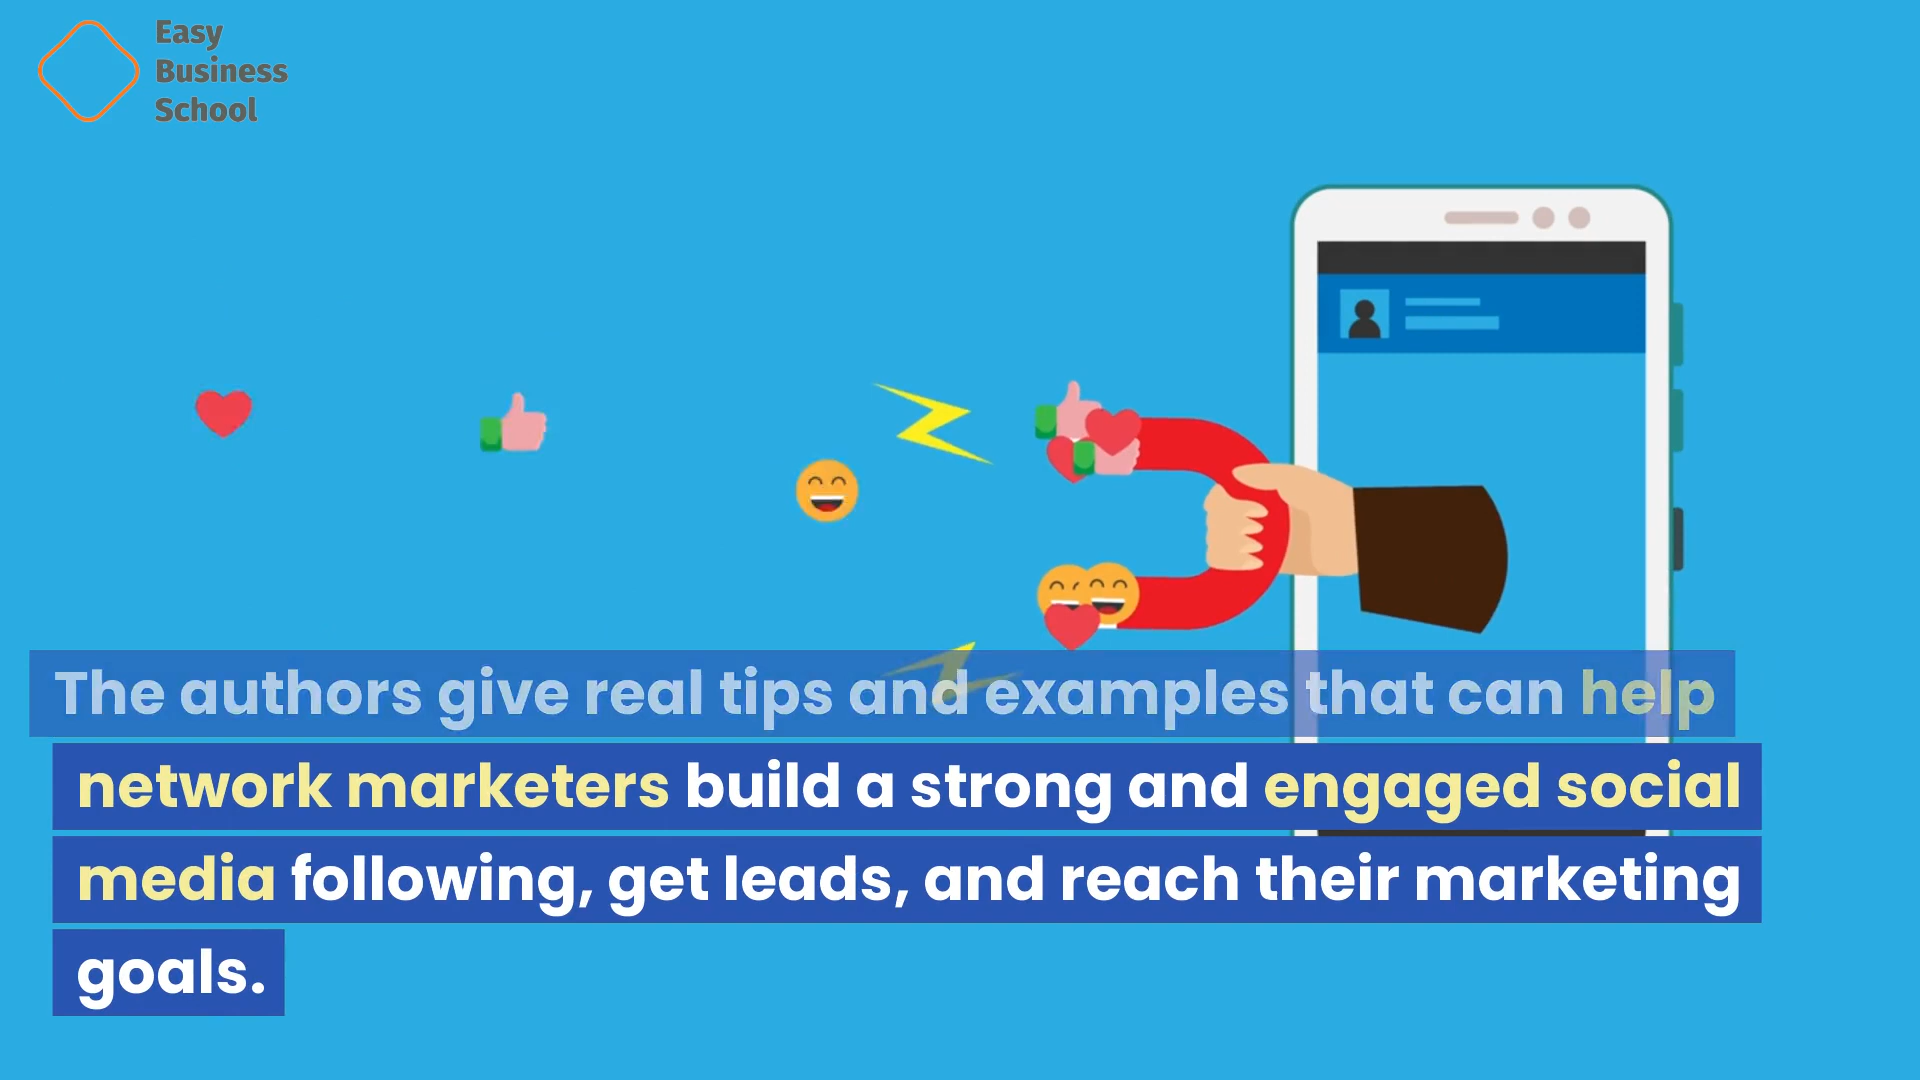 Easy
Business
School
The authors give real tips and examples that can help
network marketers build a strong and engaged social
media following, get leads, and reach their marketing
goals.